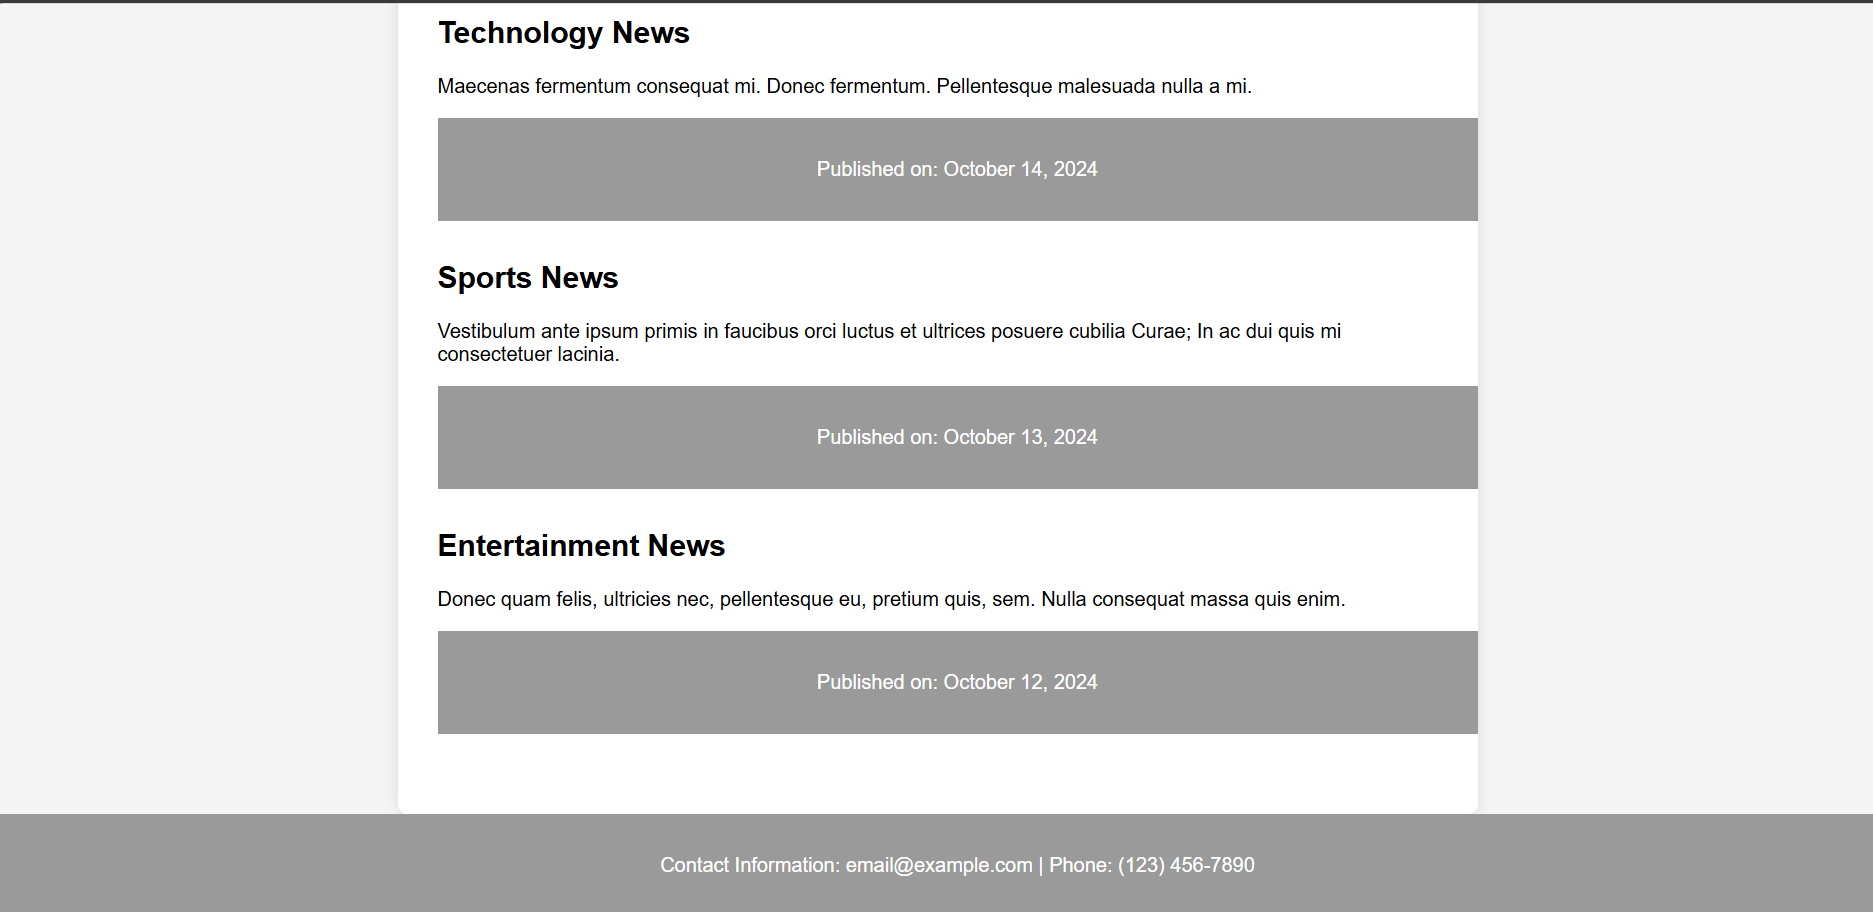 Technology News
Maecenas fermentum consequat mi. Donec fermentum. Pellentesque malesuada nulla a mi.
Published on: October 14, 2024
Sports News
Vestibulum ante ipsum primis in faucibus orci luctus et ultrices posuere cubilia Curae; In ac dui quis mi
consectetuer lacinia.
Published on: October 13, 2024
Entertainment News
Donec quam felis, ultricies nec, pellentesque eu, pretium quis, sem. Nulla consequat massa quis enim.
Published on: October 12, 2024
Contact Information: email@example.com | Phone: (123) 456-7890